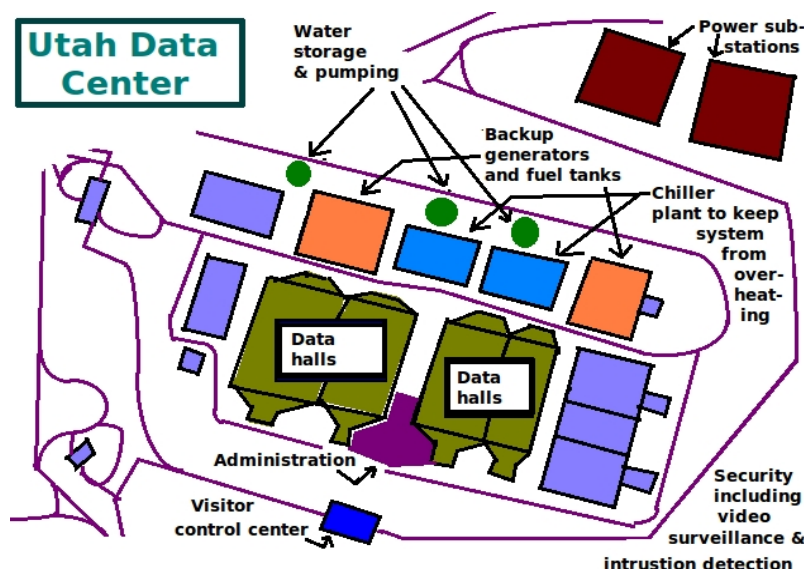 Utah Data
Center
Water
storage
& pumping
Power sub-
stations
Backup
generators
and fuel tanks
Chiller
plant to keep
system
from
over-
heat-
ing
Data
halls
Data
halls
Administration
Visitor
control center
Security
including
video
surveillance &
intrustion detection